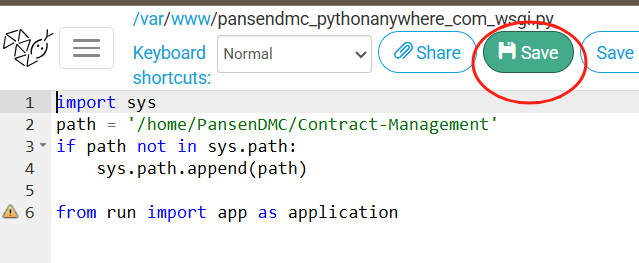 /var/www/pansendmc_pythonanywhere_com_wsgi.py
Keyboard shortcuts:
Normal
Share
Save
Save
1 import sys
2 path = '/home/PansenDMC/Contract-Management'
3 if path not in sys.path:
4     sys.path.append(path)
5
6 from run import app as application